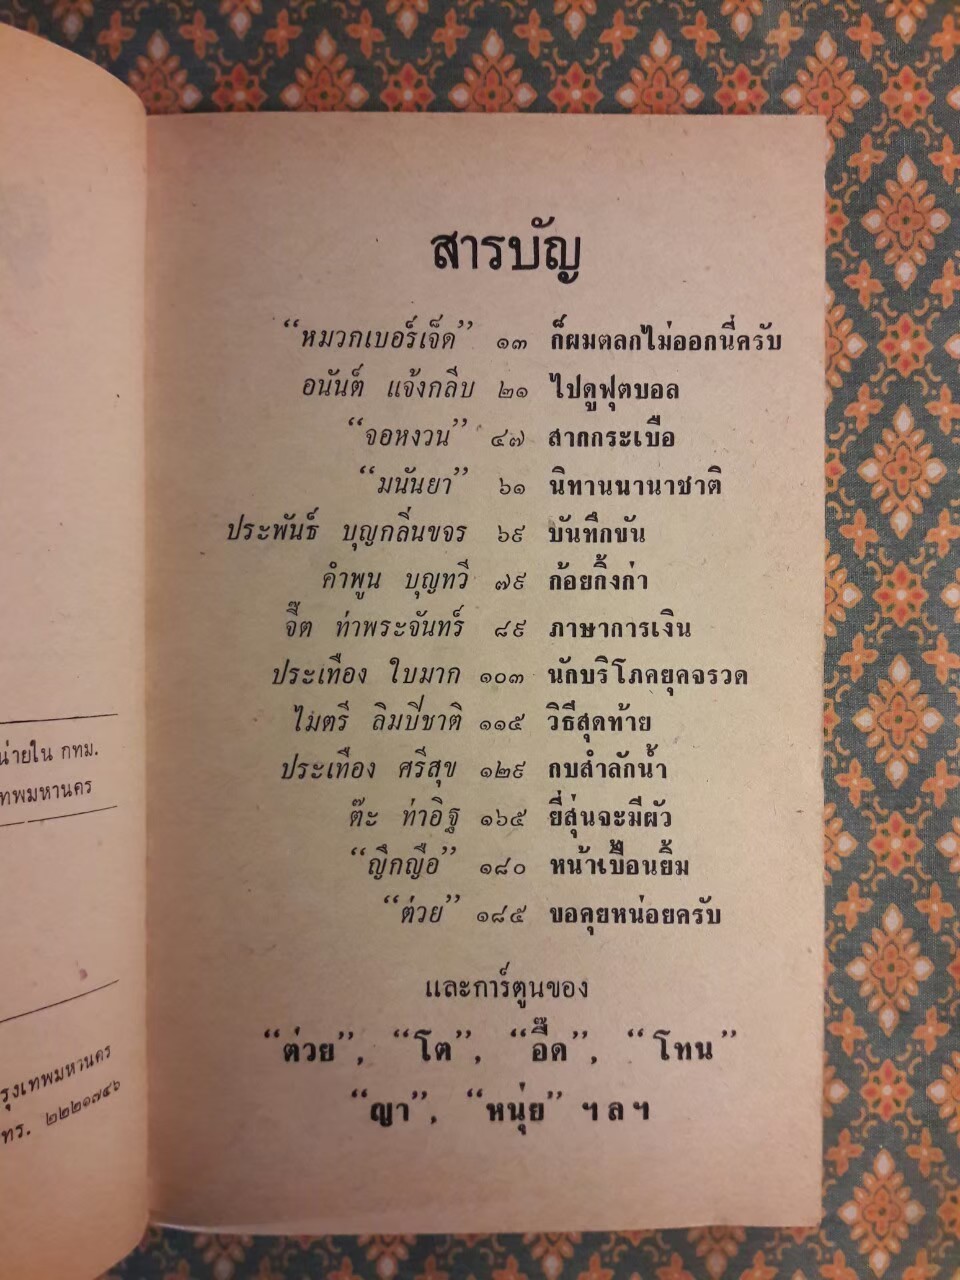 สารบัญ
“หมวกเบอร์เจ็ด” ๑๓ ก็ผมตลกไม่ออกนี่ครับ
อนันต์ แจ้งกลีบ ๒๑ ไปดูฟุตบอล
“จอหงวน” ๔๗ สากกระเบือ
“มนันยา” ๖๑ นิทานนานาชาติ
ประพันธ์ บุญกลิ่นขจร ๖๙ บันทึกขัน
คำพูน บุญทวี ๗๙ ก้อยกิ้งก่า
จี๊ด ท่าพระจันทร์ ๘๙ ภาษาการเงิน
ประเทือง ใบมาก ๑๐๓ นักบริโภคยุคจรวด
ไมตรี ลิมปิชาติ ๑๑๕ วิธีสุดท้าย
ประเทือง ศรีสุข ๑๒๙ กบสำลักน้ำ
ต๊ะ ท่าอิฐ ๑๖๕ ยี่สุ่นจะมีผัว
“ญึกญือ” ๑๘๐ หน้าเปื้อนยิ้ม
“ต่วย” ๑๘๕ ขอคุยหน่อยครับ
และการ์ตูนของ
“ต่วย”, “โต”, “อี๊ด”, “โทน”
“ญา”, “หนุ่ย” ฯลฯ
น่ายใน กทม.
ทพมหานคร
รุงเทพมหานคร
ทร. ๒๒๒๑๗๔๖